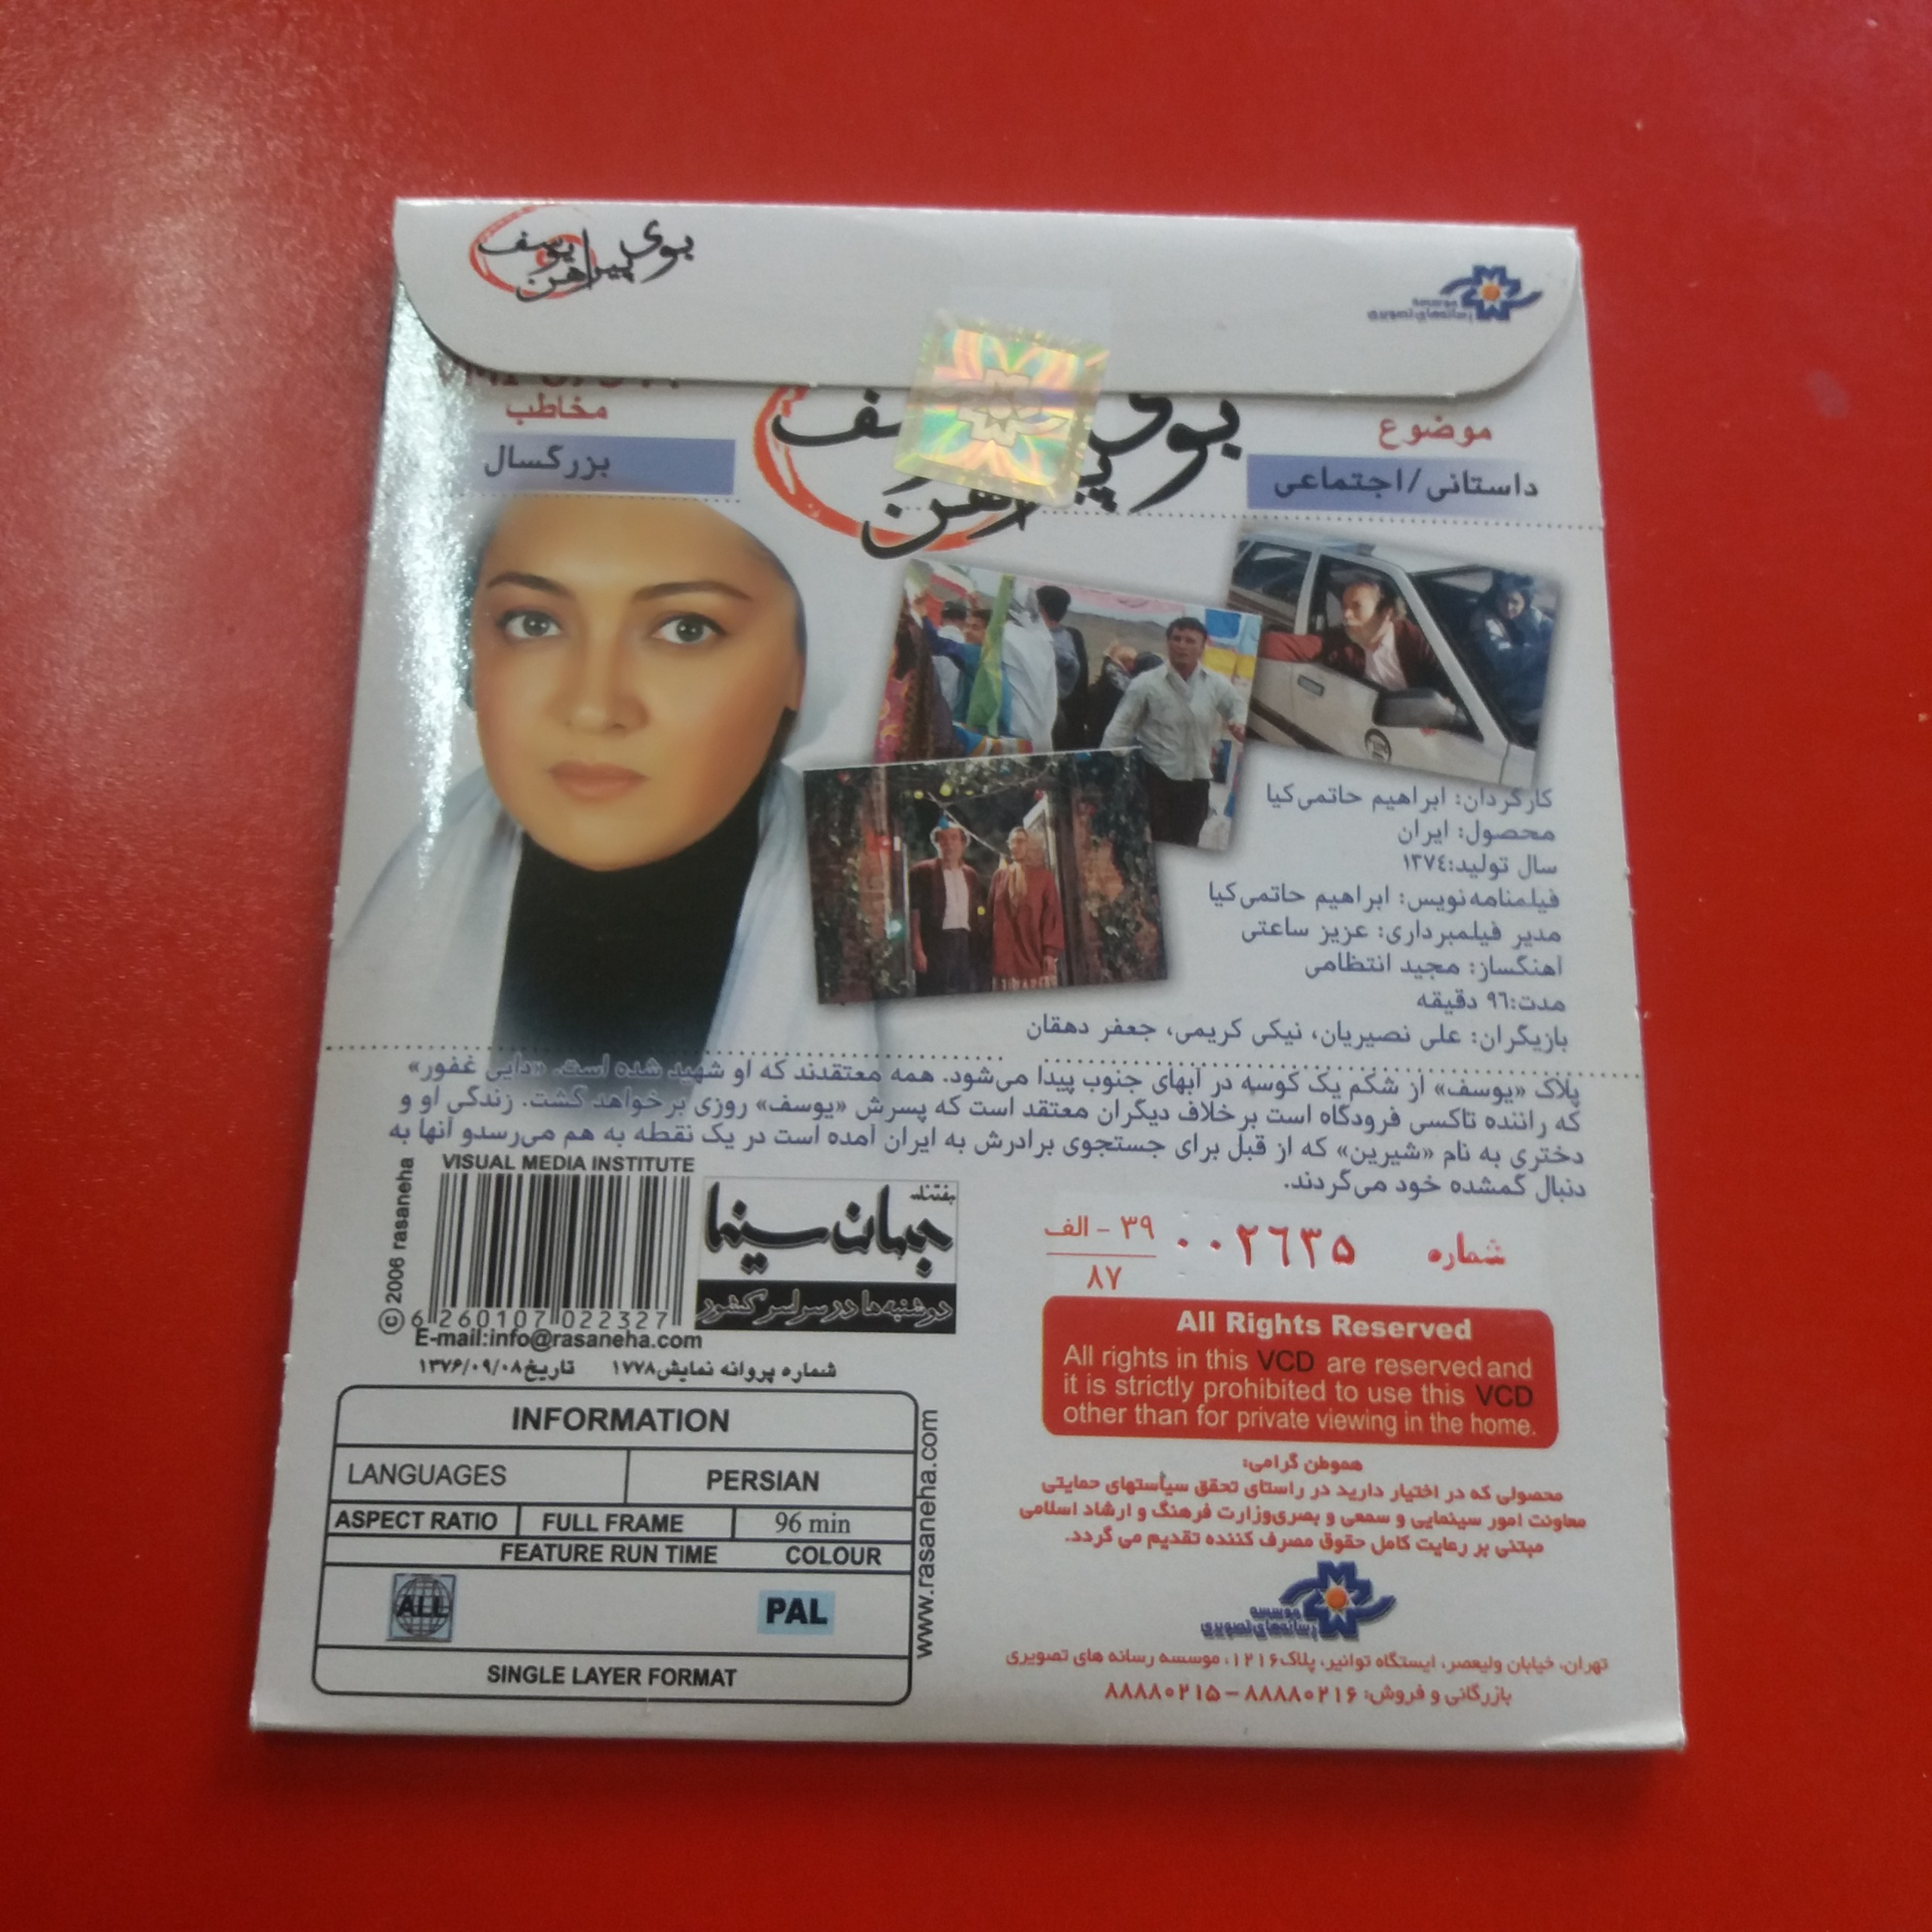 بوی پیراهن یوسف
موسسه
رسانه‌های تصویری
مخاطب
بزرگسال
بوی
موضوع
داستانی/اجتماعی
کارگردان: ابراهیم حاتمی‌کیا
محصول: ایران
سال تولید:۱۳۷٤
فیلمنامه‌نویس: ابراهیم حاتمی‌کیا
مدیر فیلمبرداری: عزیز ساعتی
آهنگساز: مجید انتظامی
مدت:۹٦ دقیقه
بازیگران: علی نصیریان، نیکی کریمی، جعفر دهقان
پلاک «یوسف» از شکم یک کوسه در آبهای جنوب پیدا می‌شود. همه معتقدند که او شهید شده است. «دایی غفور»
که راننده تاکسی فرودگاه است برخلاف دیگران معتقد است که پسرش «یوسف» روزی برخواهد گشت. زندگی او و
دختری به نام «شیرین» که از قبل برای جستجوی برادرش به ایران آمده است در یک نقطه به هم می‌رسدو آنها به
دنبال گمشده خود می‌گردند.
VISUAL MEDIA INSTITUTE
© 2006 rasaneha
6 260107 022327
E-mail:info@rasaneha.com
هفته‌نامه
جهان سینما
دوشنبه‌ها در سراسر کشور
شماره ۰۰۲٦۳۵ ۳۹ - الف
۸۷
شماره پروانه نمایش۱۷۷۸ تاریخ۱۳۷۶/۰۹/۰۸
All Rights Reserved
All rights in this VCD are reserved and
it is strictly prohibited to use this VCD
other than for private viewing in the home.
INFORMATION
LANGUAGES PERSIAN
ASPECT RATIO FULL FRAME 96 min
FEATURE RUN TIME COLOUR
ALL PAL
SINGLE LAYER FORMAT
www.rasaneha.com
هموطن گرامی:
محصولی که در اختیار دارید در راستای تحقق سیاستهای حمایتی
معاونت امور سینمایی و سمعی و بصری‌وزارت فرهنگ و ارشاد اسلامی
مبتنی بر رعایت کامل حقوق مصرف کننده تقدیم می گردد.
موسسه
رسانه‌های تصویری
تهران، خیابان ولیعصر، ایستگاه توانیر، پلاک۱۲۱۶، موسسه رسانه های تصویری
بازرگانی و فروش: ۸۸۸۸۰۲۱۶–۸۸۸۸۰۲۱۵